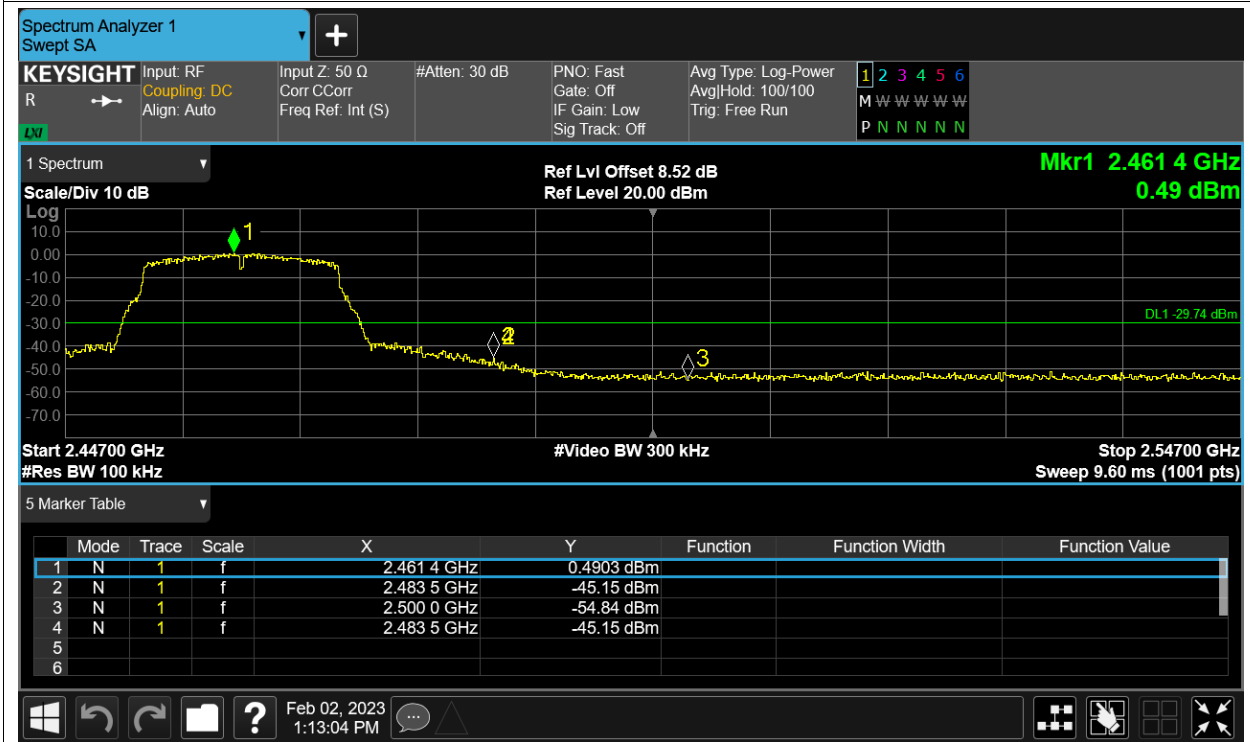 Spectrum Analyzer 1
Swept SA
+
KEYSIGHT Input: RF Input Z: 50 Ω #Atten: 30 dB PNO: Fast Avg Type: Log-Power 1 2 3 4 5 6
R Coupling: DC Corr CCorr Gate: Off Avg|Hold: 100/100 M W W W W W
Align: Auto Freq Ref: Int (S) IF Gain: Low Trig: Free Run
LXI Sig Track: Off P N N N N N
1 Spectrum Ref Lvl Offset 8.52 dB Mkr1 2.461 4 GHz
Scale/Div 10 dB Ref Level 20.00 dBm 0.49 dBm
Log
10.0 1
0.00
-10.0
-20.0
-30.0 DL1 -29.74 dBm
-40.0 2
-50.0 3
-60.0
-70.0
Start 2.44700 GHz #Video BW 300 kHz Stop 2.54700 GHz
#Res BW 100 kHz Sweep 9.60 ms (1001 pts)
5 Marker Table
Mode Trace Scale X Y Function Function Width Function Value
1 N 1 f 2.461 4 GHz 0.4903 dBm
2 N 1 f 2.483 5 GHz -45.15 dBm
3 N 1 f 2.500 0 GHz -54.84 dBm
4 N 1 f 2.483 5 GHz -45.15 dBm
5
6
? Feb 02, 2023
1:13:04 PM